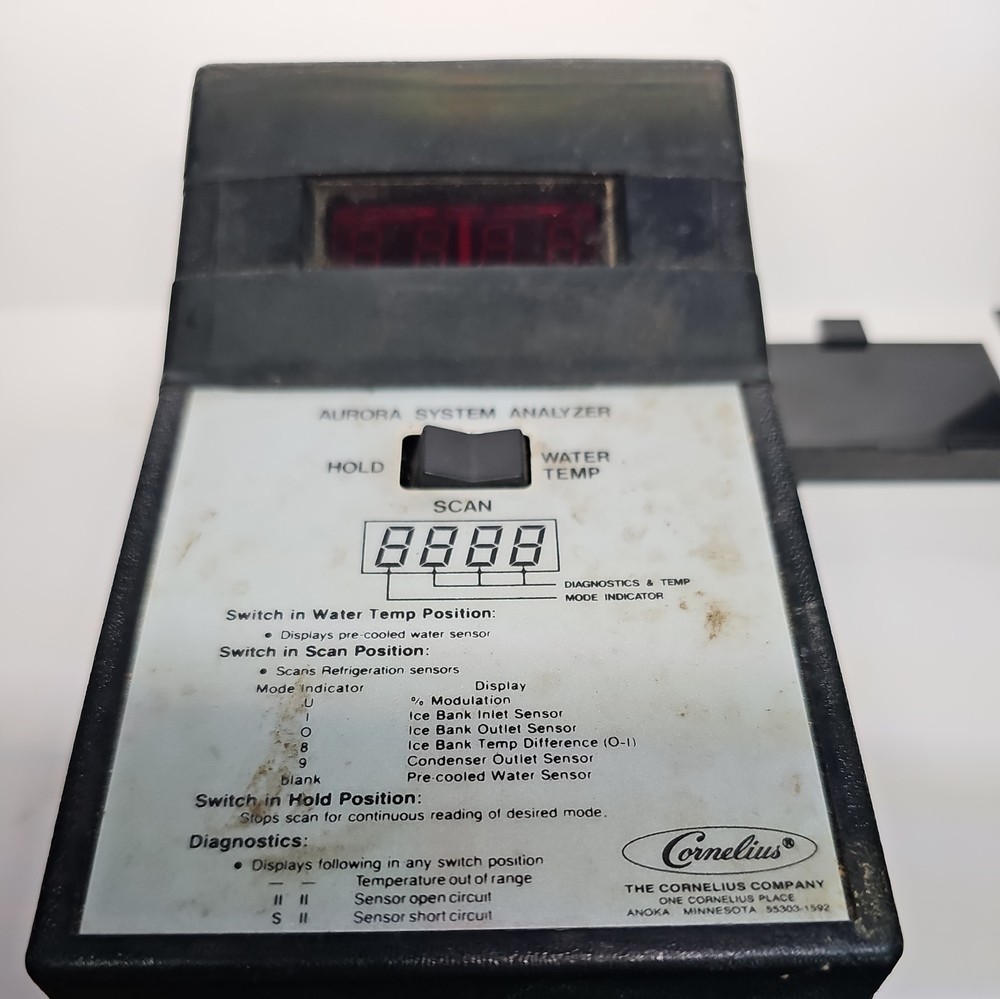 AURORA SYSTEM ANALYZER
HOLD
WATER
TEMP
SCAN
8888
DIAGNOSTICS & TEMP
MODE INDICATOR
Switch in Water Temp Position:
• Displays pre-cooled water sensor
Switch in Scan Position:
• Scans Refrigeration sensors
Mode Indicator Display
U % Modulation
I Ice Bank Inlet Sensor
O Ice Bank Outlet Sensor
8 Ice Bank Temp Difference (O-I)
9 Condenser Outlet Sensor
blank Pre-cooled Water Sensor
Switch in Hold Position:
Stops scan for continuous reading of desired mode.
Diagnostics:
• Displays following in any switch position
— — Temperature out of range
II II Sensor open circuit
S II Sensor short circuit
Cornelius®
THE CORNELIUS COMPANY
ONE CORNELIUS PLACE
ANOKA MINNESOTA 55303-1592